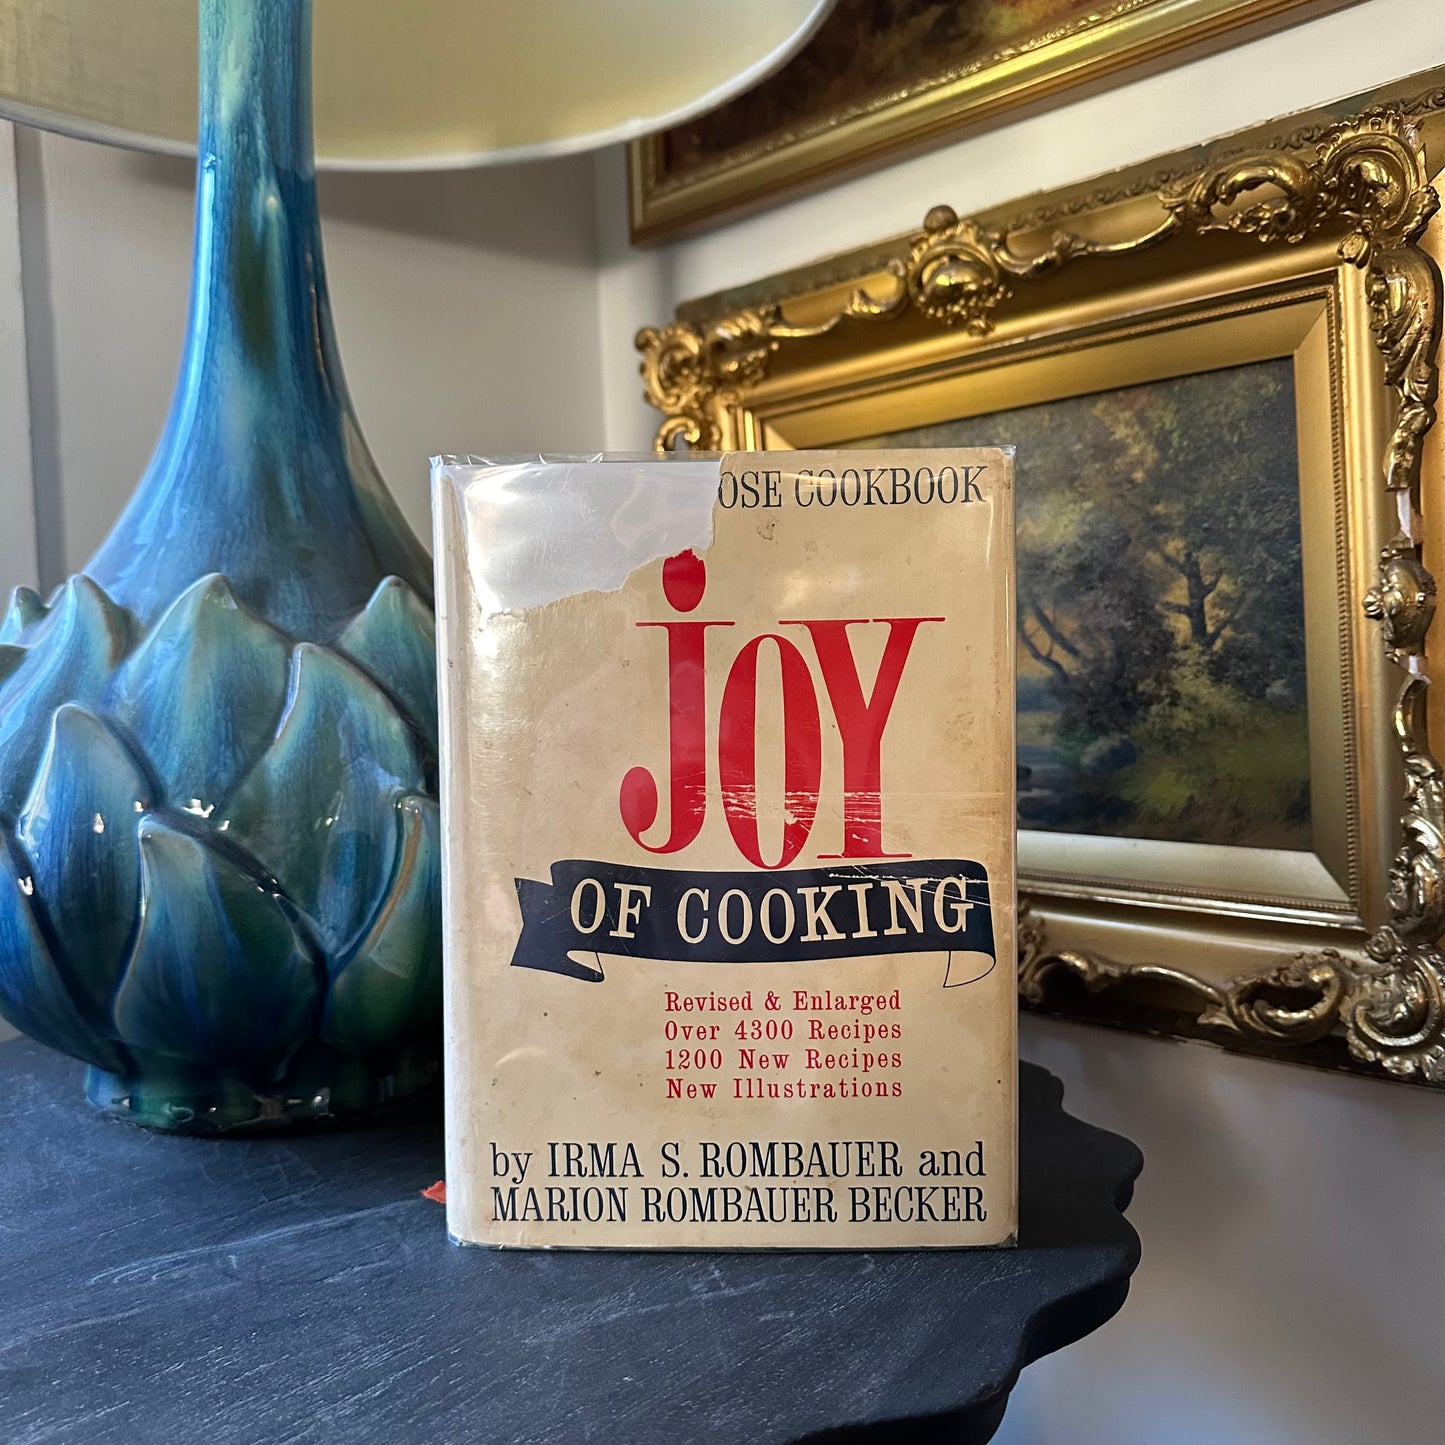 OSE COOKBOOK
JOY
OF COOKING
Revised & Enlarged
Over 4300 Recipes
1200 New Recipes
New Illustrations
by IRMA S. ROMBAUER and
MARION ROMBAUER BECKER